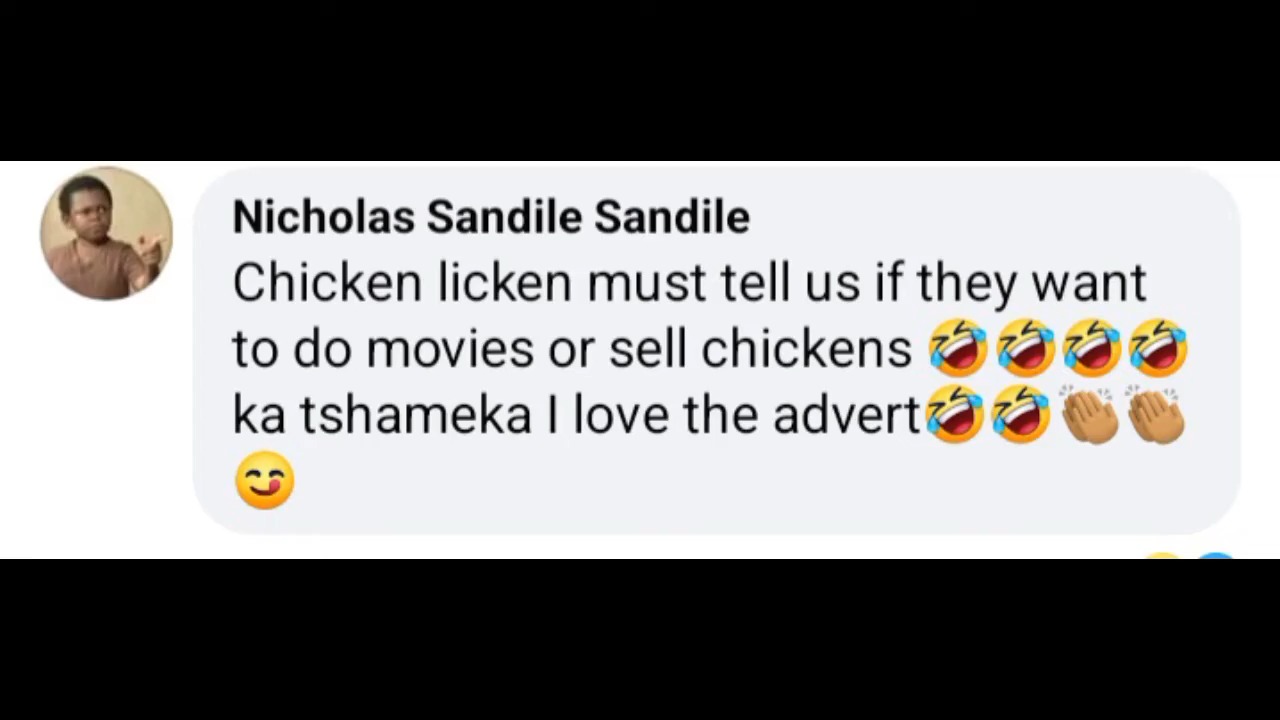 Nicholas Sandile Sandile
Chicken licken must tell us if they want
to do movies or sell chickens 🤣🤣🤣🤣
ka tshameka I love the advert🤣🤣👏🏽👏🏽
😋